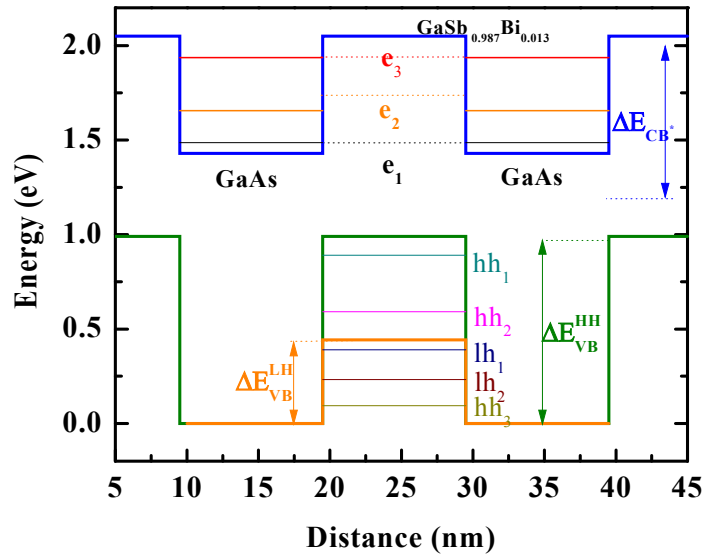 GaSb0.987Bi0.013
2.0
e3
e2
ΔECB*
1.5
GaAs
e1
GaAs
Energy (eV)
1.0
hh1
hh2
ΔEVBHH
0.5
lh1
ΔEVBLH
lh2
hh3
0.0
5 10 15 20 25 30 35 40 45
Distance (nm)